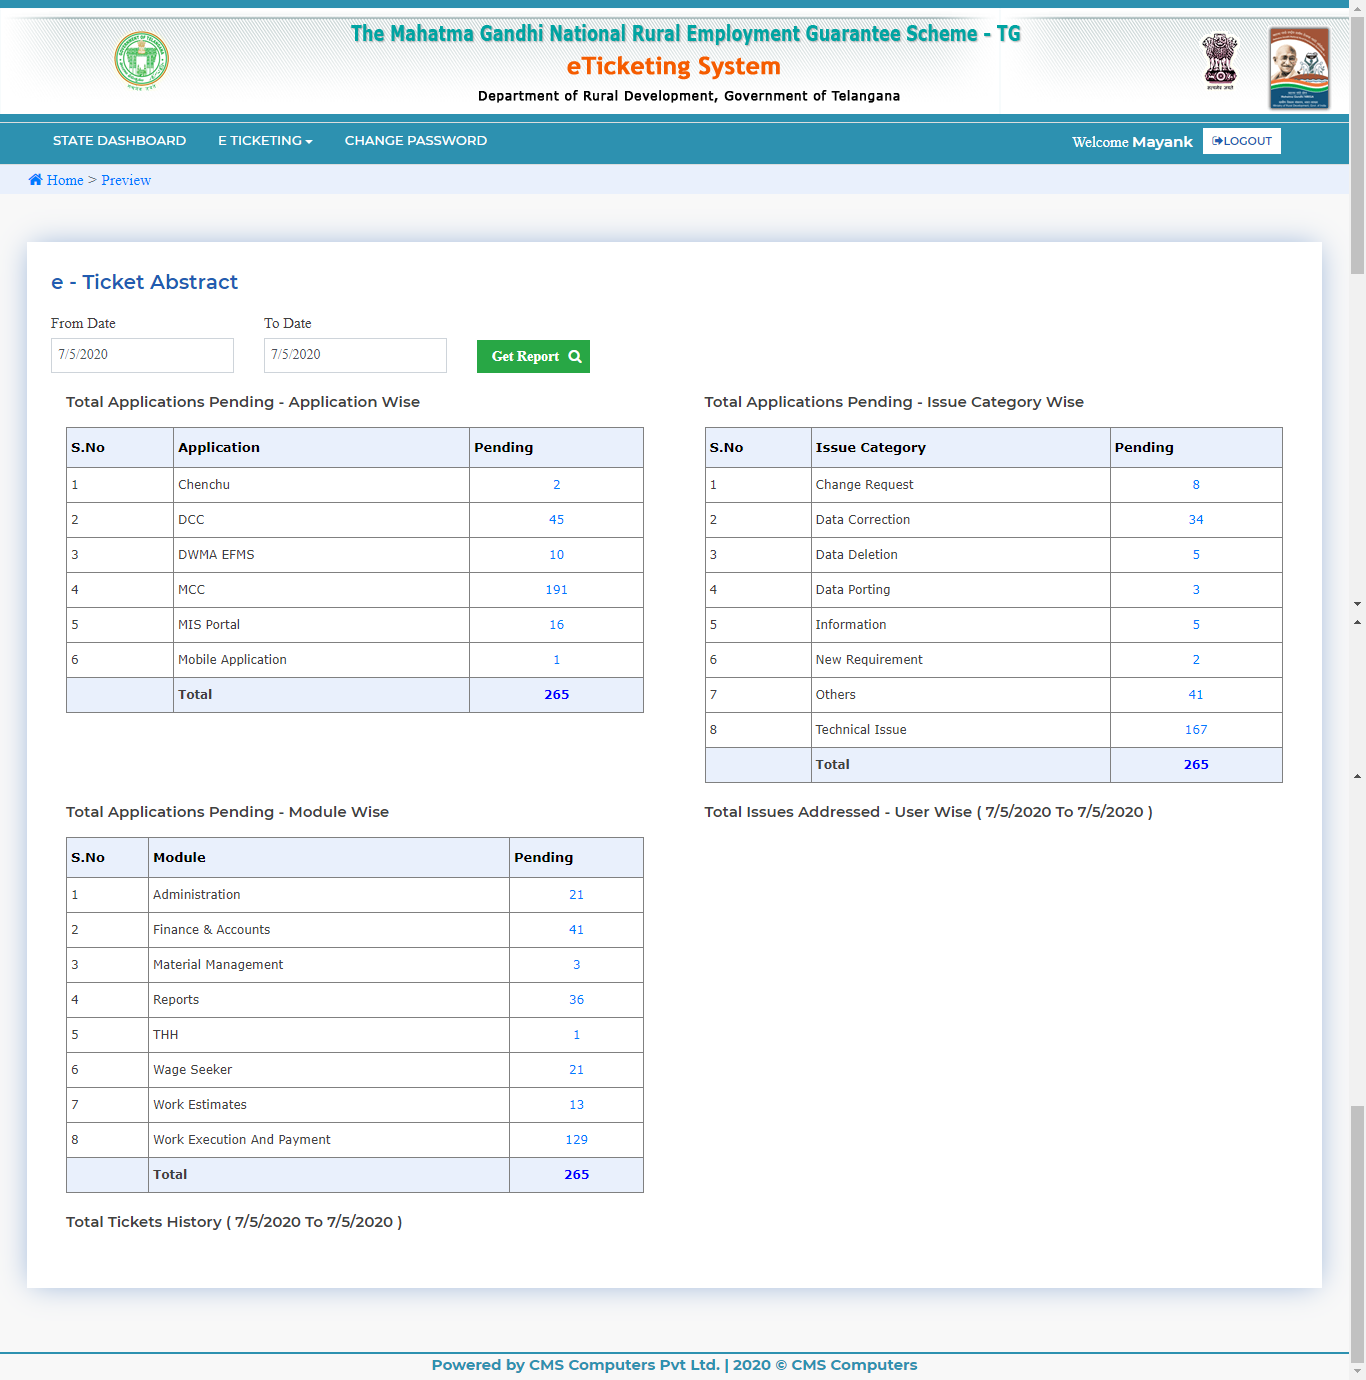 The Mahatma Gandhi National Rural Employment Guarantee Scheme - TG
eTicketing System
Department of Rural Development, Government of Telangana
STATE DASHBOARD E TICKETING CHANGE PASSWORD Welcome Mayank LOGOUT
Home > Preview
e - Ticket Abstract
From Date To Date
7/5/2020 7/5/2020 Get Report
Total Applications Pending - Application Wise
S.No Application Pending
1 Chenchu 2
2 DCC 45
3 DWMA EFMS 10
4 MCC 191
5 MIS Portal 16
6 Mobile Application 1
Total 265
Total Applications Pending - Issue Category Wise
S.No Issue Category Pending
1 Change Request 8
2 Data Correction 34
3 Data Deletion 5
4 Data Porting 3
5 Information 5
6 New Requirement 2
7 Others 41
8 Technical Issue 167
Total 265
Total Applications Pending - Module Wise
S.No Module Pending
1 Administration 21
2 Finance & Accounts 41
3 Material Management 3
4 Reports 36
5 THH 1
6 Wage Seeker 21
7 Work Estimates 13
8 Work Execution And Payment 129
Total 265
Total Issues Addressed - User Wise ( 7/5/2020 To 7/5/2020 )
Total Tickets History ( 7/5/2020 To 7/5/2020 )
Powered by CMS Computers Pvt Ltd. | 2020 © CMS Computers